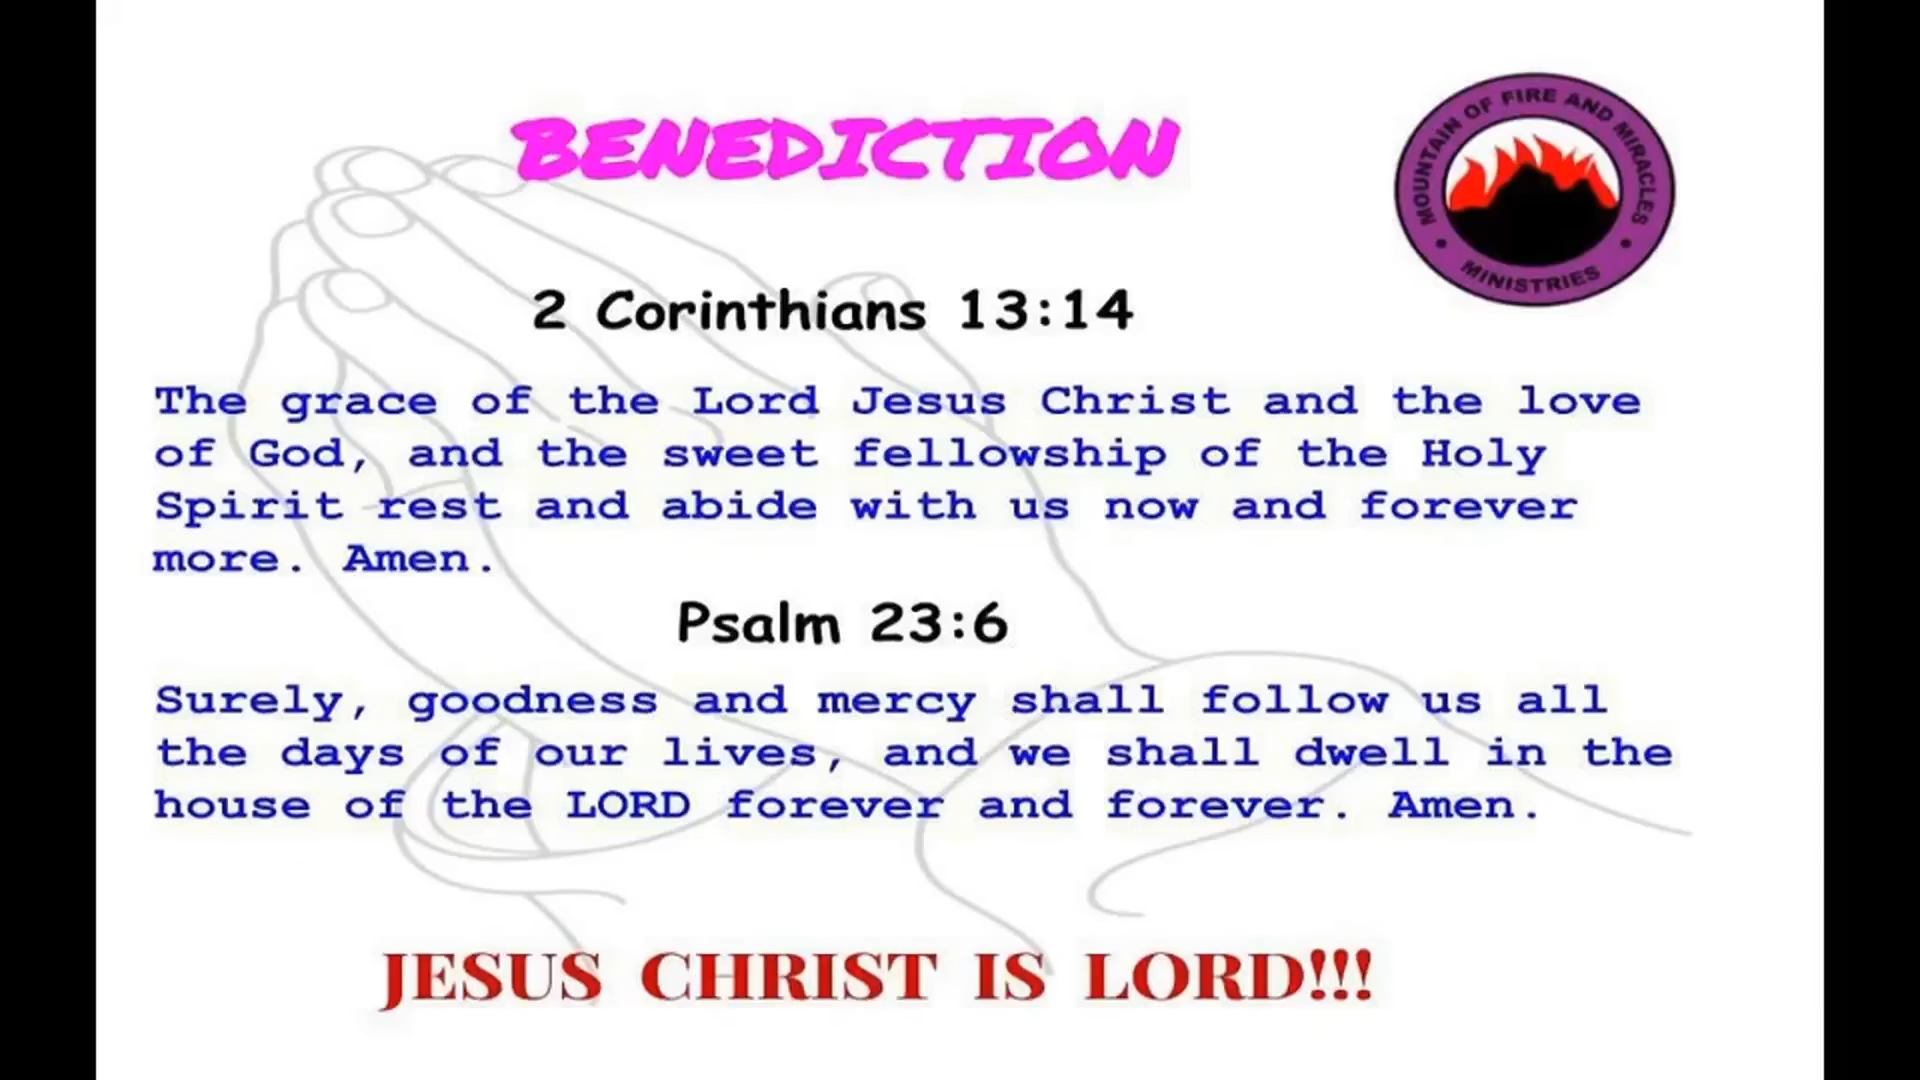 BENEDICTION
MOUNTAIN OF FIRE AND MIRACLES
MINISTRIES
2 Corinthians 13:14
The grace of the Lord Jesus Christ and the love
of God, and the sweet fellowship of the Holy
Spirit rest and abide with us now and forever
more. Amen.
Psalm 23:6
Surely, goodness and mercy shall follow us all
the days of our lives, and we shall dwell in the
house of the LORD forever and forever. Amen.
JESUS CHRIST IS LORD!!!